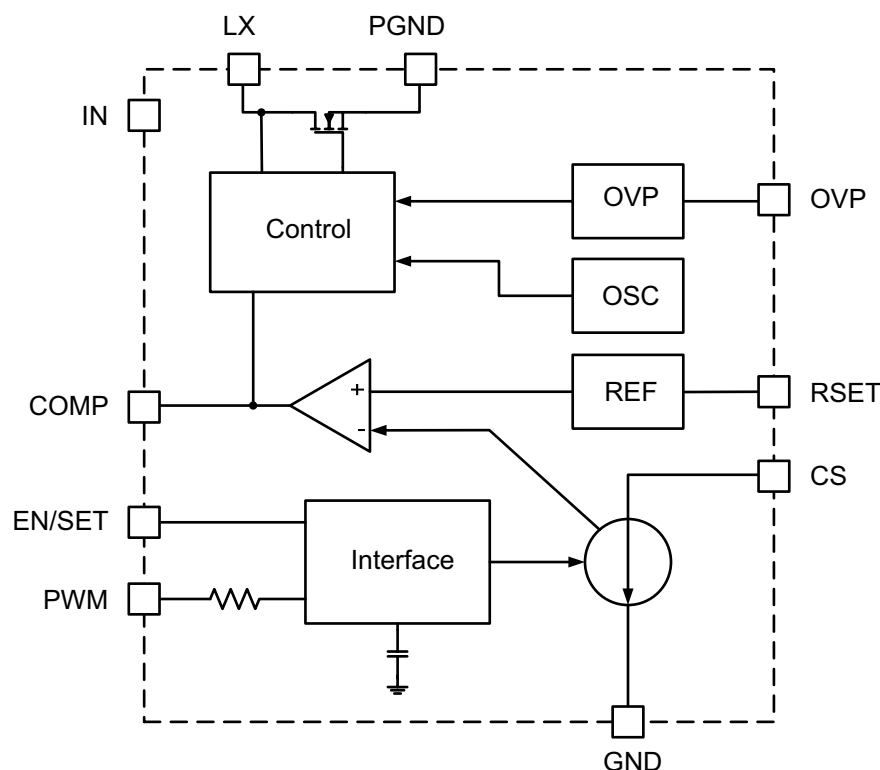 LX
PGND
IN
OVP
OVP
Control
OSC
COMP
+
REF
RSET
-
CS
EN/SET
Interface
PWM
GND